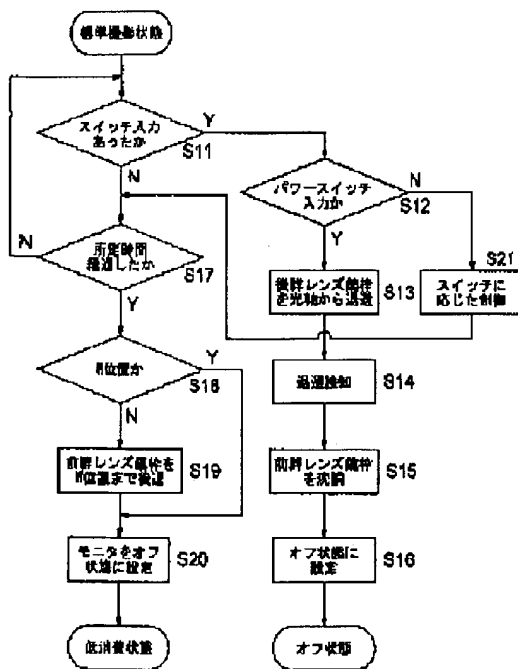 標準撮影状態
スイッチ入力
あったか
Y
S11
N
パワースイッチ
入力か
N
S12
Y
所定時間
経過したか
N
S17
Y
後群レンズ鏡枠
を光軸から退避
S13
S21
スイッチに
応じた制御
W位置か
Y
S18
N
退避検知
S14
前群レンズ鏡枠を
W位置まで後退
S19
前群レンズ鏡枠
を沈胴
S15
モニタをオフ
状態に設定
S20
オフ状態に
設定
S16
低消費状態
オフ状態